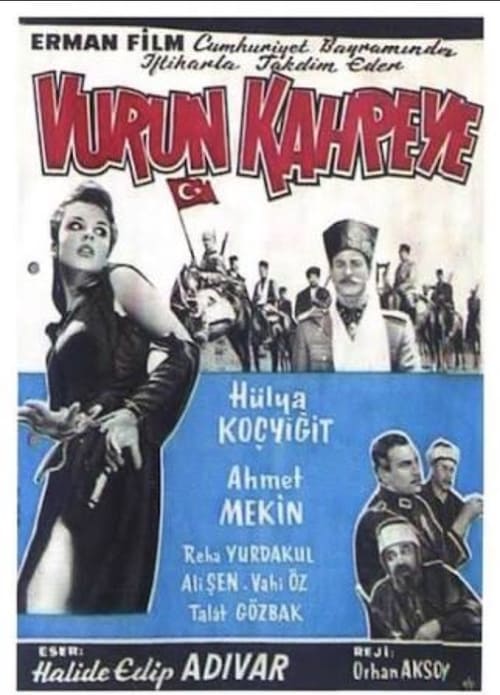 ERMAN FİLM Cumhuriyet Bayramında
İftiharla Takdim Eder
VURUN KAHPEYE
Hülya
KOÇYİĞİT
Ahmet
MEKİN
Reha YURDAKUL
Ali ŞEN - Vahi ÖZ
Talât GÖZBAK
ESER:
Halide Edip ADIVAR
REJİ:
Orhan AKSOY